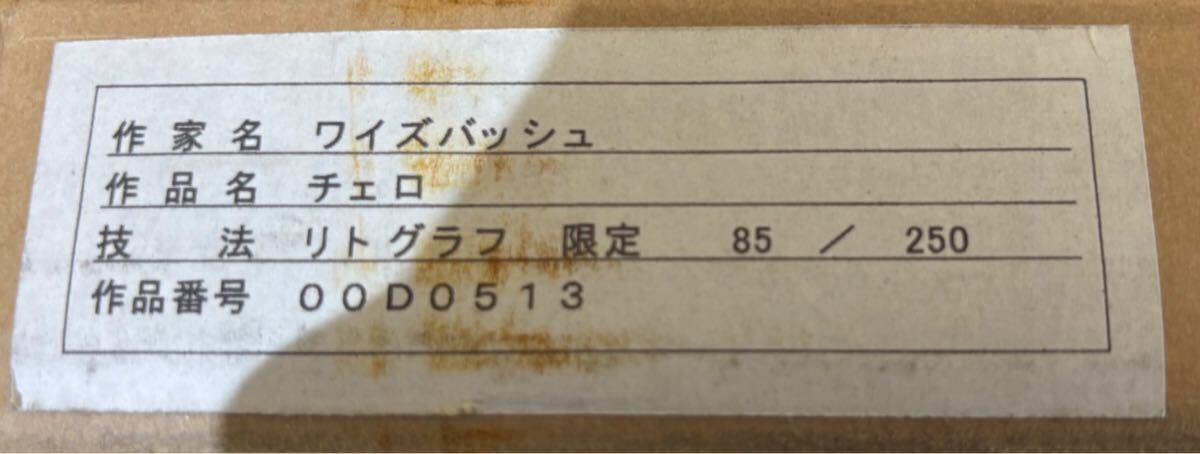 作家名 ワイズバッシュ
作品名 チェロ
技法 リトグラフ 限定 85 / 250
作品番号 OOD0513